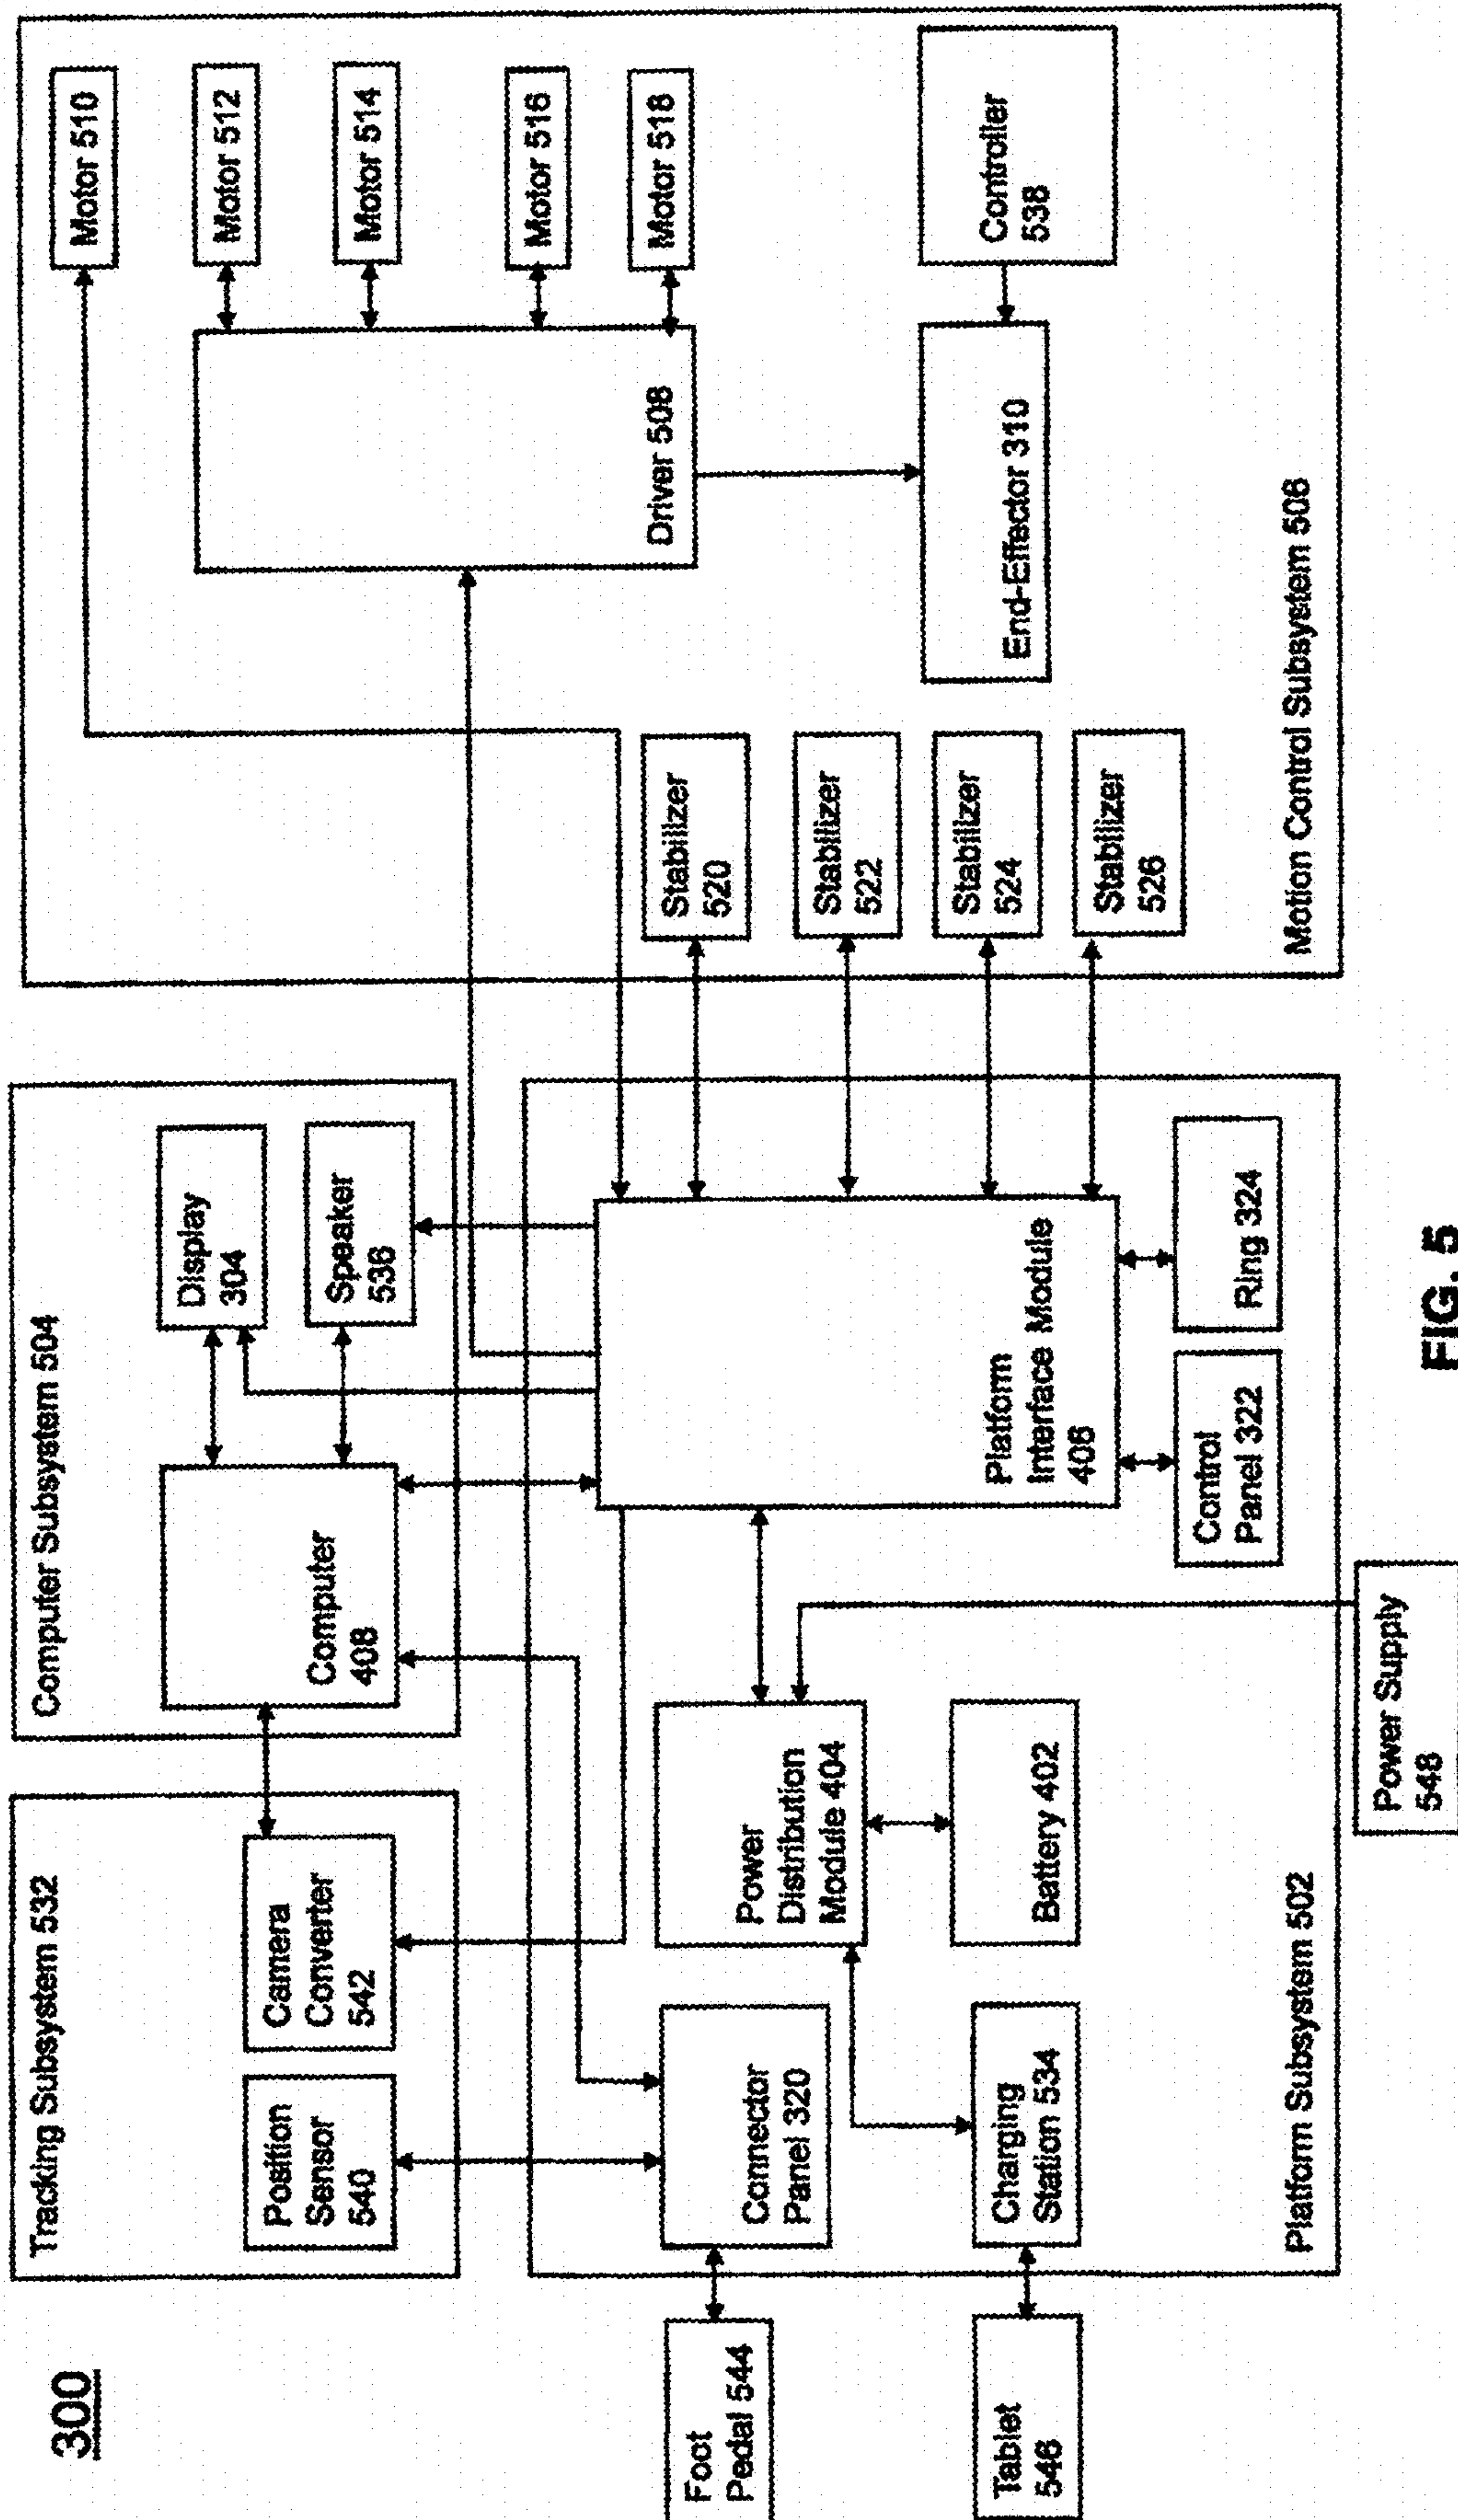 300
Tracking Subsystem 532
Position
Sensor
540
Camera
Converter
542
Computer Subsystem 504
Computer
408
Display
304
Speaker
536
Foot
Pedal 544
Tablet
546
Connector
Panel 320
Charging
Station 534
Power
Distribution
Module 404
Battery 402
Platform
Interface Module
406
Control
Panel 322
Ring 324
Platform Subsystem 502
Power Supply
548
Motor 510
Motor 512
Motor 514
Motor 516
Motor 518
Driver 508
Stabilizer
520
Stabilizer
522
Stabilizer
524
Stabilizer
526
End-Effector 310
Controller
538
Motion Control Subsystem 506
FIG. 5